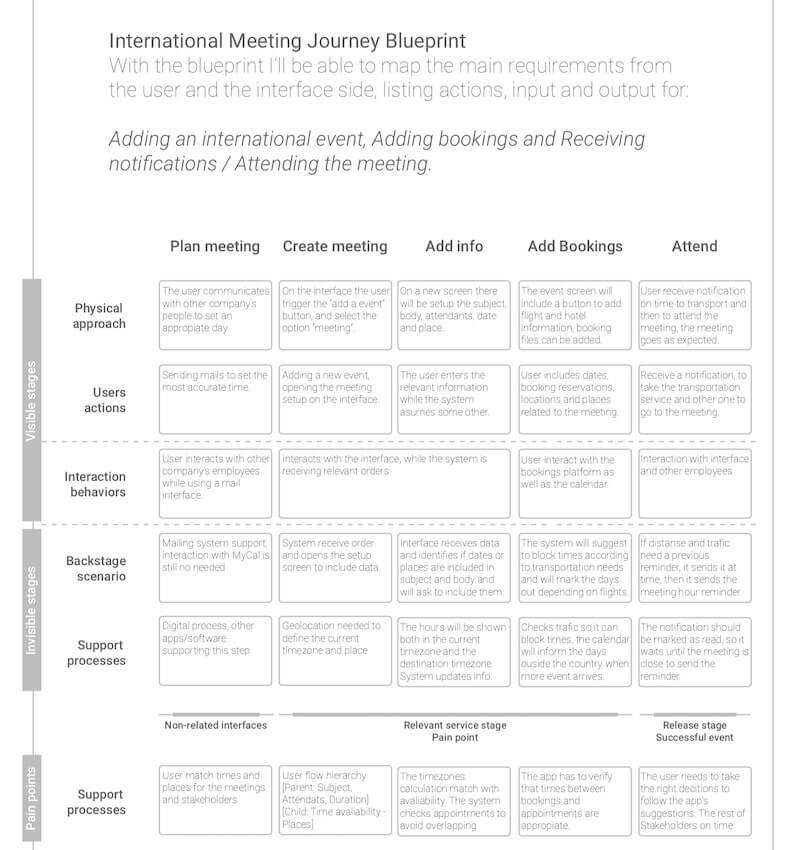 International Meeting Journey Blueprint
With the blueprint I'll be able to map the main requirements from
the user and the interface side, listing actions, input and output for:
Adding an international event, Adding bookings and Receiving
notifications / Attending the meeting.
Plan meeting
Create meeting
Add info
Add Bookings
Attend
Visible stages
Physical
approach
The user communicates
with other company's
people to set an
appropiate day.
On the interface the user
trigger the "add a event"
button, and select the
option "meeting".
On a new screen there
will be setup the subject,
body, attendants, date
and place.
The event screen will
include a button to add
flight and hotel
information, booking
files can be added.
User receive notification
on time to transport and
then to attend the
meeting, the meeting
goes as expected.
Users
actions
Sending mails to set the
most accurate time.
Adding a new event,
opening the meeting
setup on the interface.
The user enters the
relevant information
while the system
asumes some other.
User includes dates,
booking reservations,
locations and places
related to the meeting.
Receive a notification, to
take the transportation
service and other one to
go to the meeting.
Interaction
behaviors
User interacts with other
company's employees
while using a mail
interface.
Interacts with the interface, while the system is
receiving relevant orders.
User interact with the
bookings platform as
well as the calendar.
Interaction with interface
and other employees
Invisible stages
Backstage
scenario
Mailing system support,
interaction with MyCal is
still no needed
System receive order
and opens the setup
screen to include data.
Interface receives data
and identifies if dates or
places are included in
subject and body and
will ask to include them.
The system will suggest
to block times according
to transportation needs
and will mark the days
out depending on flights.
If distanse and trafic
need a previous
reminder, it sends it at
time, then it sends the
meeting hour reminder.
Support
processes
Digital process, other
apps/software
supporting this step
Geolocation needed to
define the current
timezone and place
The hours will be shown
both in the current
timezone and the
destination timezone.
System updates info.
Checks trafic so it can
block times, the calendar
will inform the days
ouside the country when
more event arrives.
The notification should
be marked as read, so it
waits until the meeting is
close to send the
reminder.
Non-related interfaces
Relevant service stage
Pain point
Release stage
Successful event
Pain points
Support
processes
User match times and
places for the meetings
and stakeholders
User flow hierarchy
[Parent: Subject,
Attendats, Duration]
[Child: Time avaliability -
Places]
The timezones
calculation match with
avaliability. The system
checks appointments to
avoid overlapping
The app has to verify
that times between
bookings and
appointments are
appropiate.
The user needs to take
the right decitions to
follow the app's
suggestions. The rest of
Stakeholders on time.